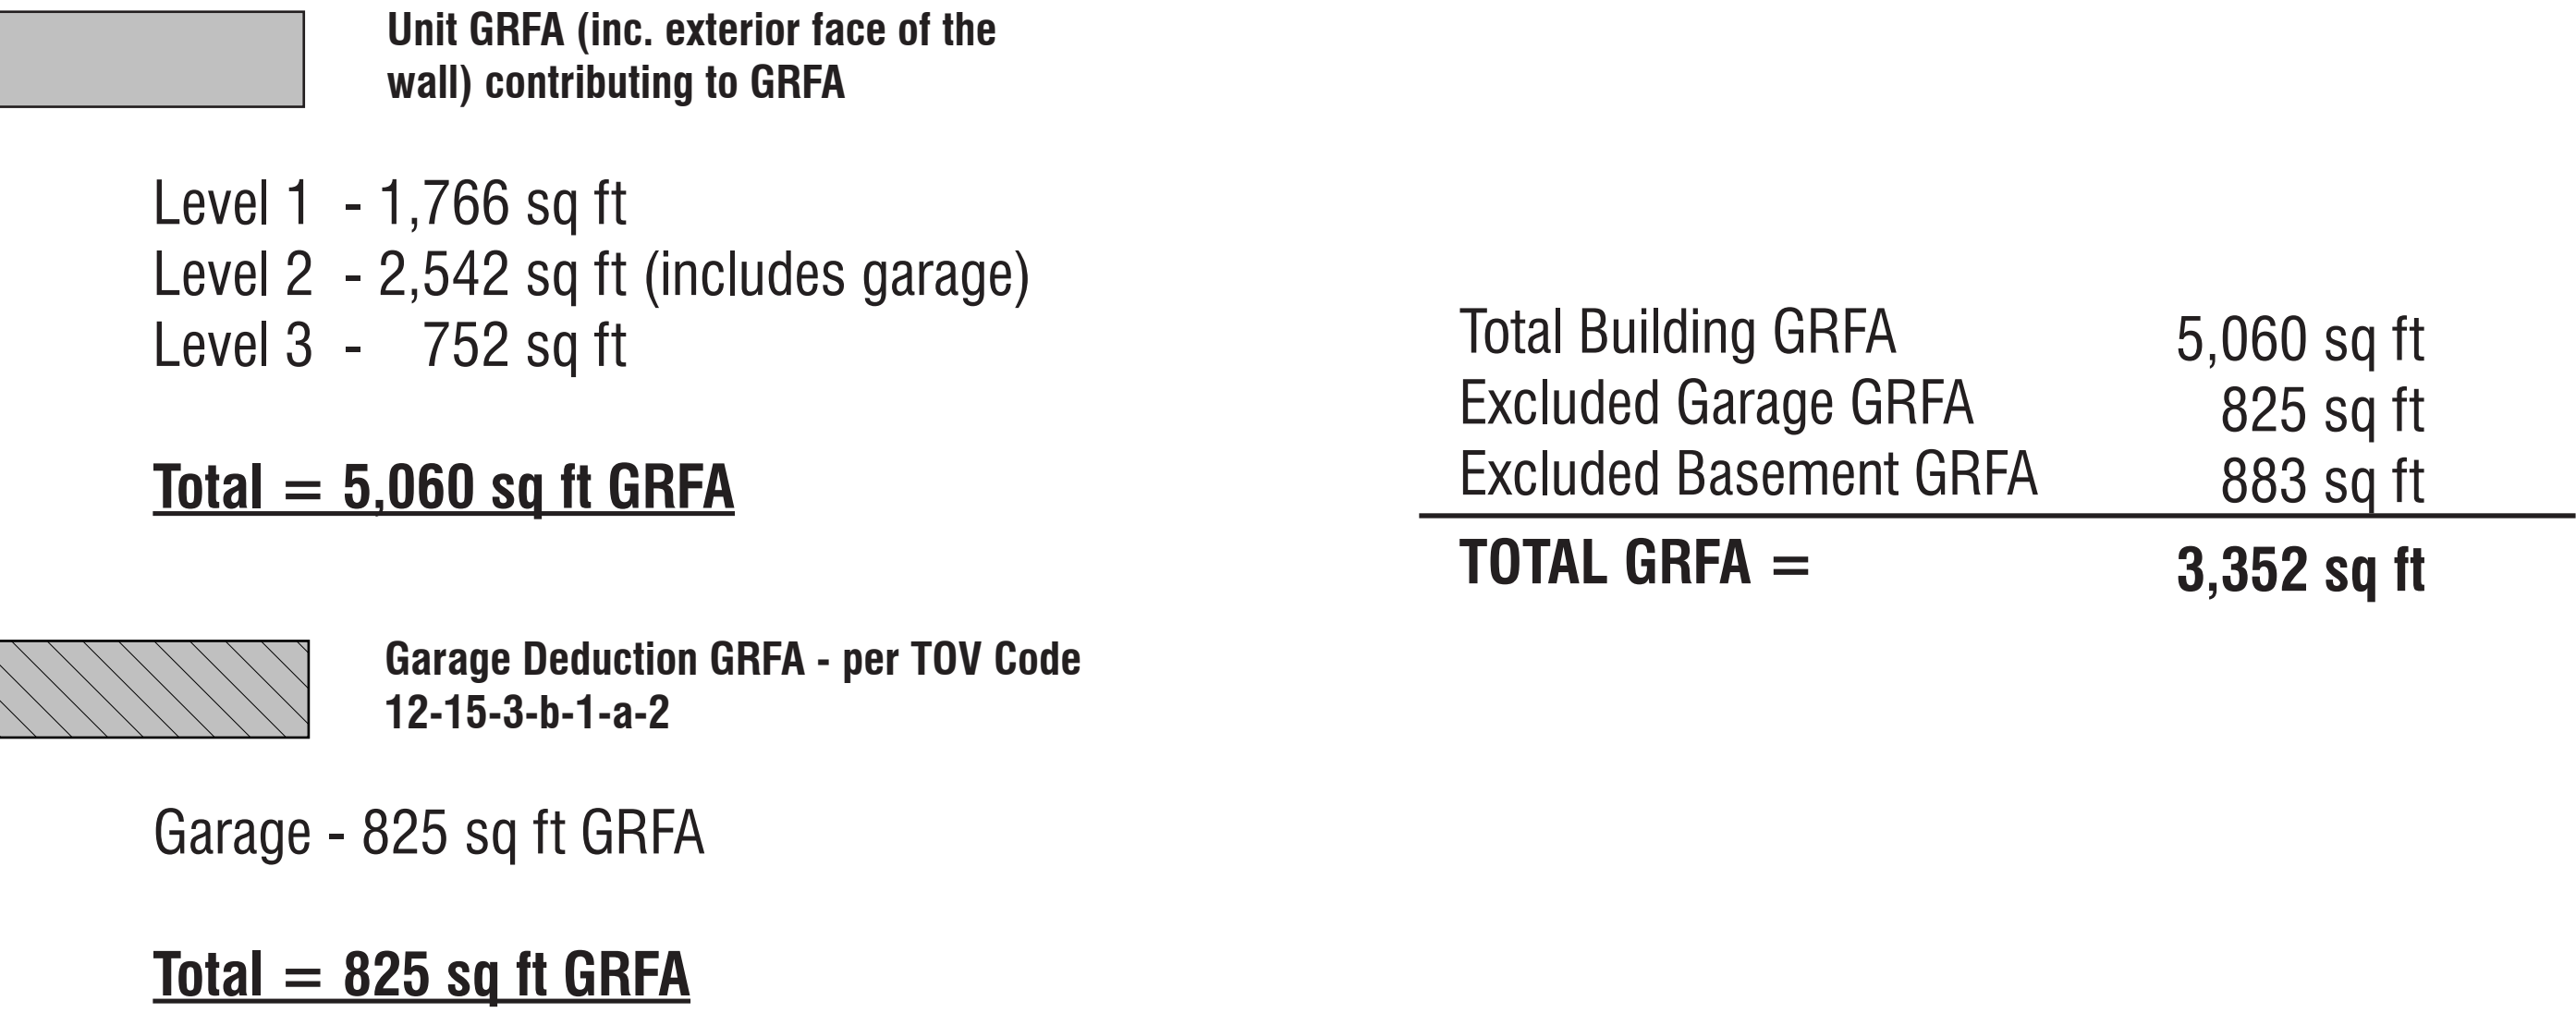 Unit GRFA (inc. exterior face of the
wall) contributing to GRFA
Level 1 - 1,766 sq ft
Level 2 - 2,542 sq ft (includes garage)
Level 3 - 752 sq ft
Total = 5,060 sq ft GRFA
Garage Deduction GRFA - per TOV Code
12-15-3-b-1-a-2
Garage - 825 sq ft GRFA
Total = 825 sq ft GRFA
Total Building GRFA 5,060 sq ft
Excluded Garage GRFA 825 sq ft
Excluded Basement GRFA 883 sq ft
TOTAL GRFA = 3,352 sq ft